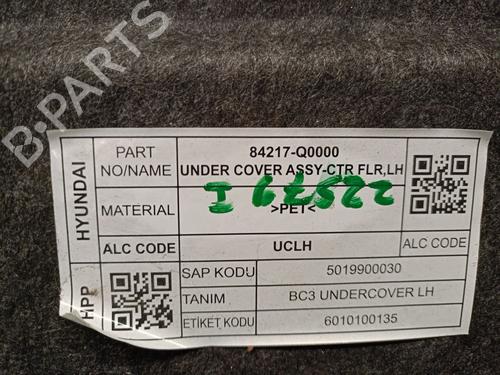 B-PARTS
HYUNDAI
HPP
PART NO/NAME
84217-Q0000
UNDER COVER ASSY-CTR FLR,LH
MATERIAL
>PET<
I 67522
ALC CODE
UCLH
ALC CODE
SAP KODU
5019900030
TANIM
BC3 UNDERCOVER LH
ETİKET KODU
6010100135